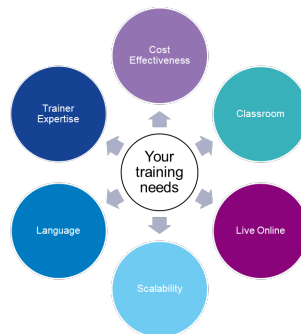 Cost
Effectiveness
Trainer
Expertise
Classroom
Your
training
needs
Language
Live Online
Scalability